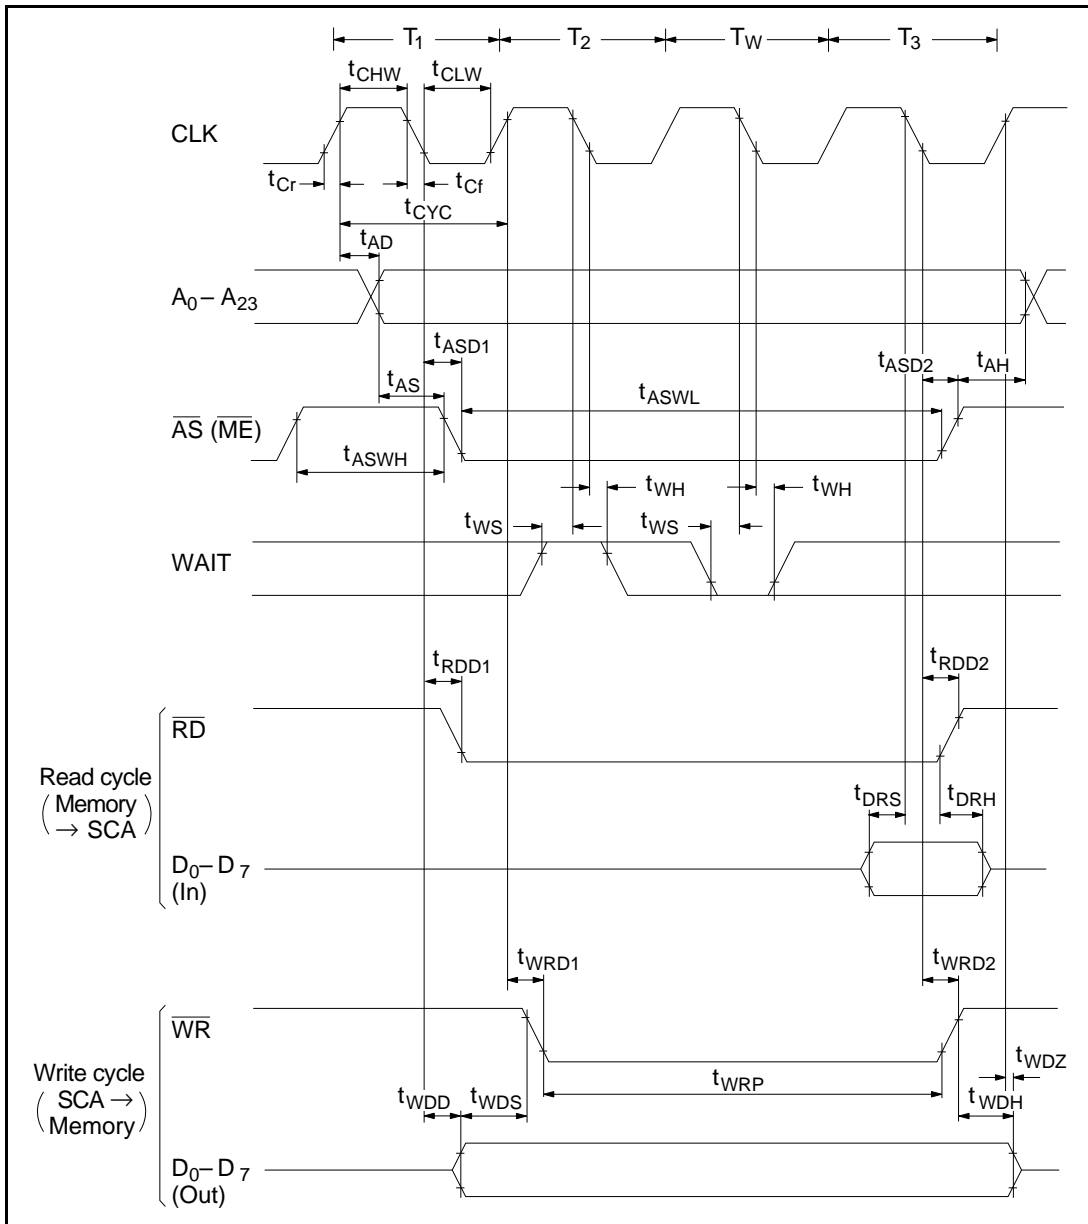 T1 T2 TW T3
tCHW tCLW
CLK
tCr tCf
tCYC
tAD
A0 – A23
tASD1 tASD2 tAH
tAS
tASWL
AS (ME)
tASWH
tWH tWH
tWS tWS
WAIT
tRDD1 tRDD2
RD
Read cycle
( Memory
→ SCA )
tDRS tDRH
D0 – D7
(In)
tWRD1 tWRD2
WR
tWDZ
Write cycle
( SCA →
Memory )
tWRP
tWDD tWDS tWDH
D0 – D7
(Out)